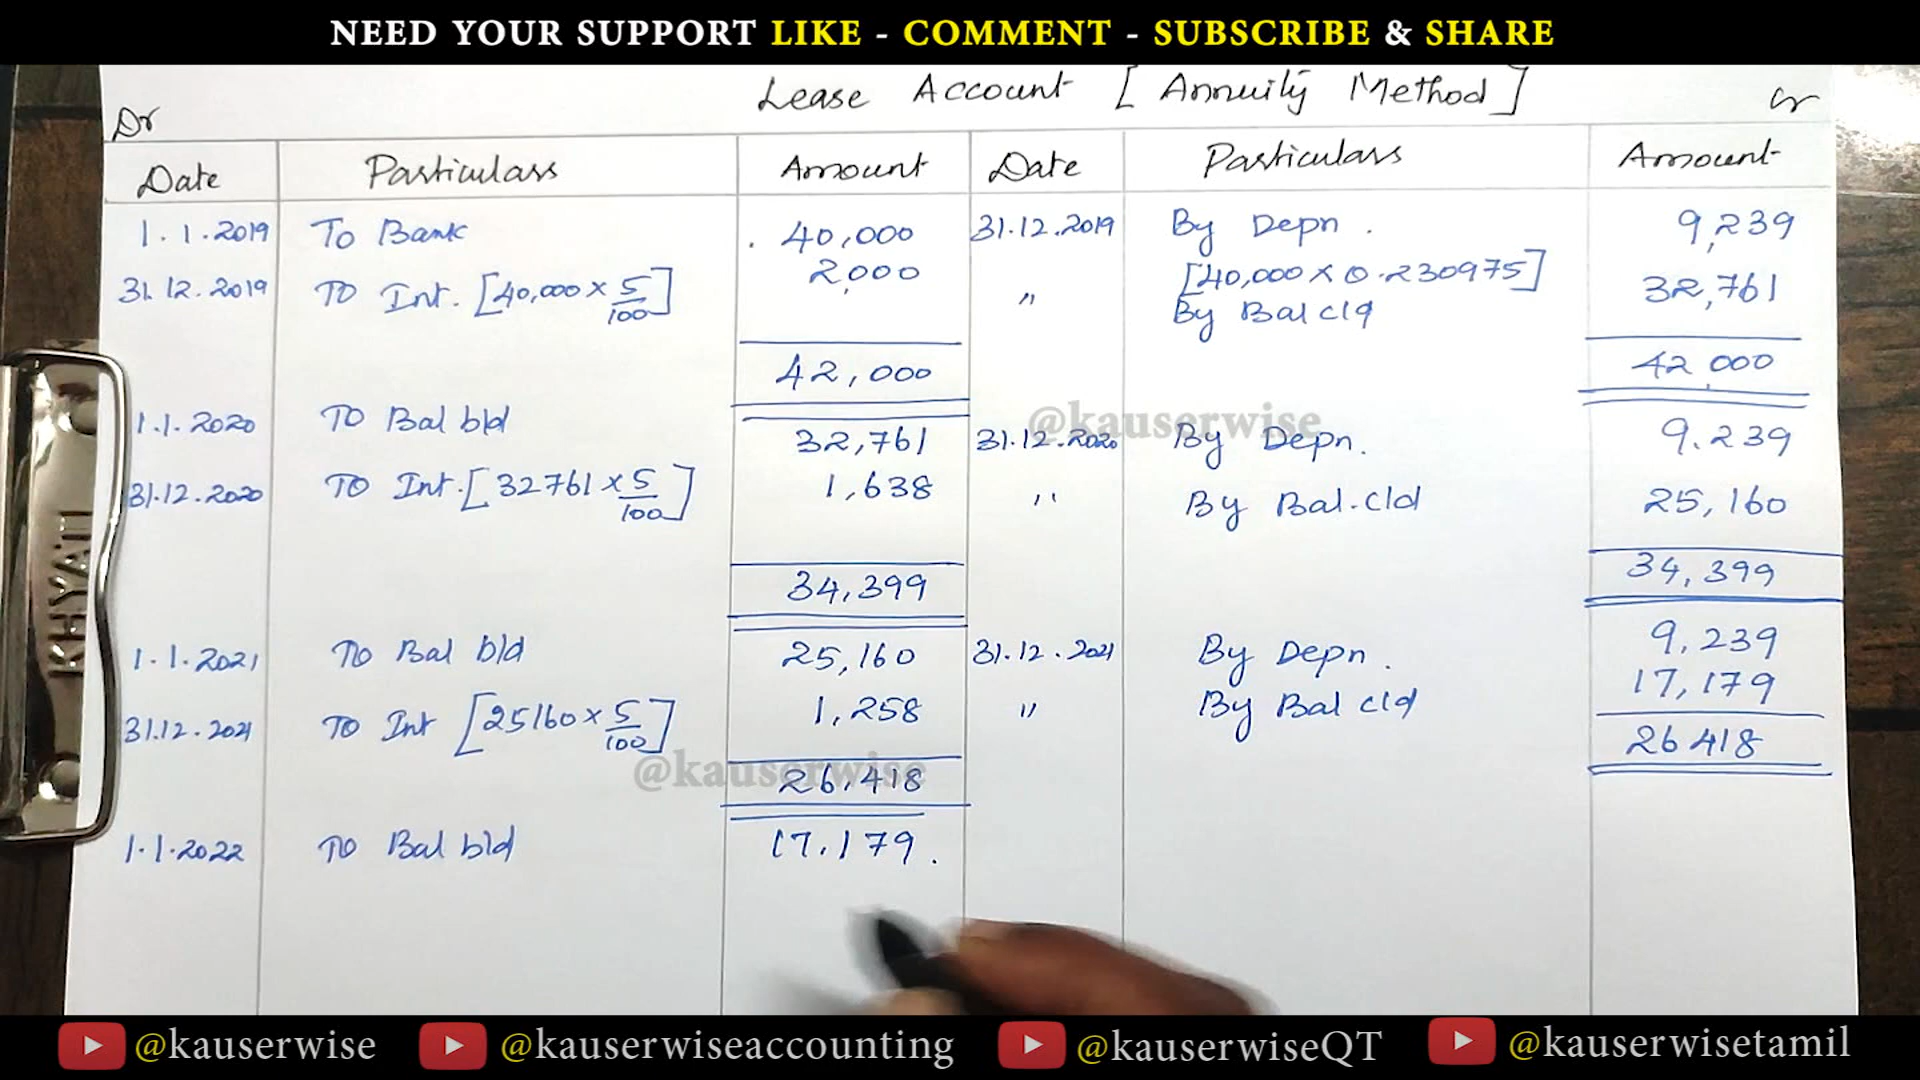 NEED YOUR SUPPORT LIKE - COMMENT - SUBSCRIBE & SHARE
Lease Account [Annuity Method]
Dr Cr
Date Particulars Amount Date Particulars Amount
1.1.2019 To Bank 40,000 31.12.2019 By Depn. 9,239
31.12.2019 To Int. [40,000 × 5/100] 2,000 [40,000 × 0.230975]
" By Bal c/d 32,761
42,000 42,000
1.1.2020 To Bal b/d 32,761 31.12.2020 By Depn. 9,239
31.12.2020 To Int. [32761 × 5/100] 1,638 " By Bal. c/d 25,160
34,399 34,399
1.1.2021 To Bal b/d 25,160 31.12.2021 By Depn. 9,239
31.12.2021 To Int [25160 × 5/100] 1,258 " By Bal c/d 17,179
26,418 26418
1.1.2022 To Bal b/d 17,179
@kauserwise
@kauserwise
KEYATI
@kauserwise @kauserwiseaccounting @kauserwiseQT @kauserwisetamil